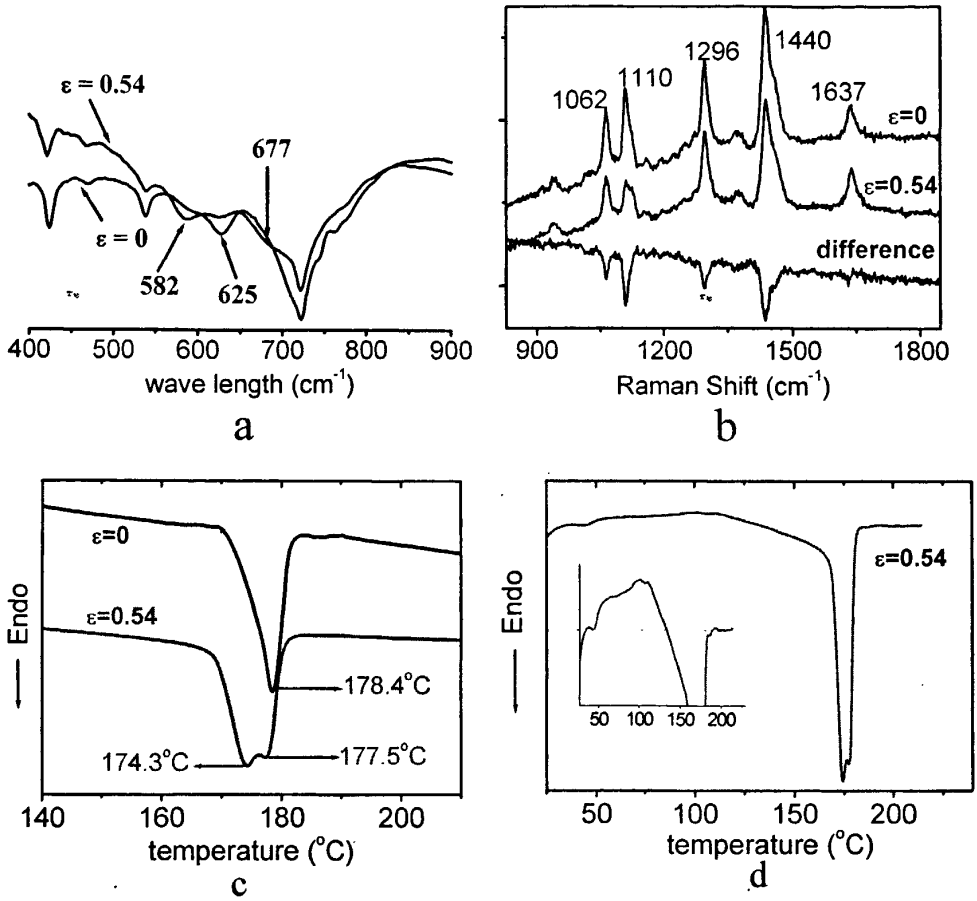 ε = 0.54
677
ε = 0
582
625
400 500 600 700 800 900
wave length (cm⁻¹)
a
1062
1110
1296
1440
1637
ε=0
ε=0.54
difference
900 1200 1500 1800
Raman Shift (cm⁻¹)
b
Endo
ε=0
ε=0.54
178.4°C
174.3°C
177.5°C
140 160 180 200
temperature (°C)
c
Endo
ε=0.54
50 100 150 200
50 100 150 200
temperature (°C)
d